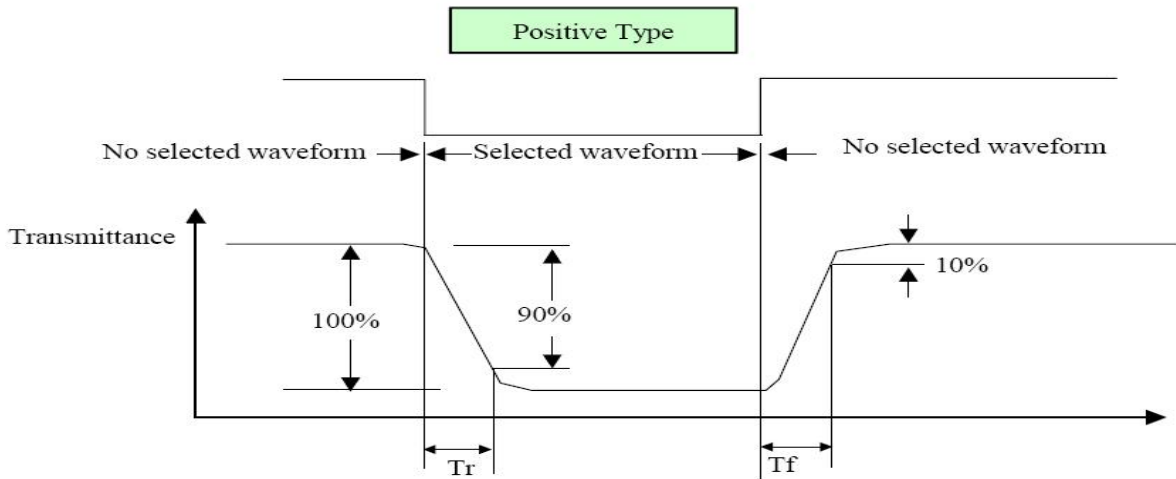 Positive Type
No selected waveform
Selected waveform
No selected waveform
Transmittance
100%
90%
10%
Tr
Tf